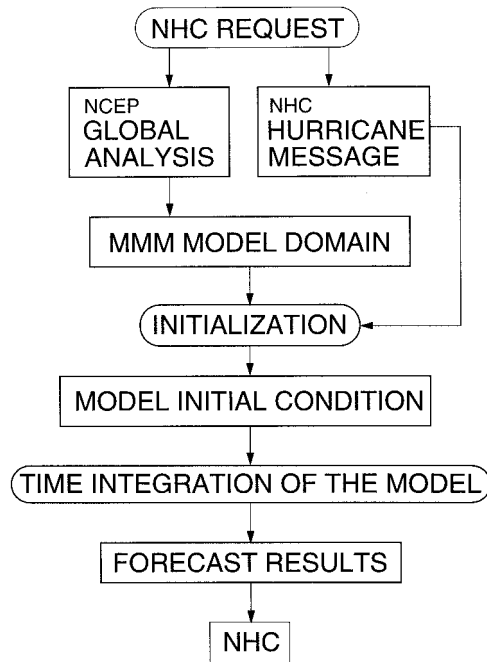 NHC REQUEST
NCEP
GLOBAL
ANALYSIS
NHC
HURRICANE
MESSAGE
MMM MODEL DOMAIN
INITIALIZATION
MODEL INITIAL CONDITION
TIME INTEGRATION OF THE MODEL
FORECAST RESULTS
NHC